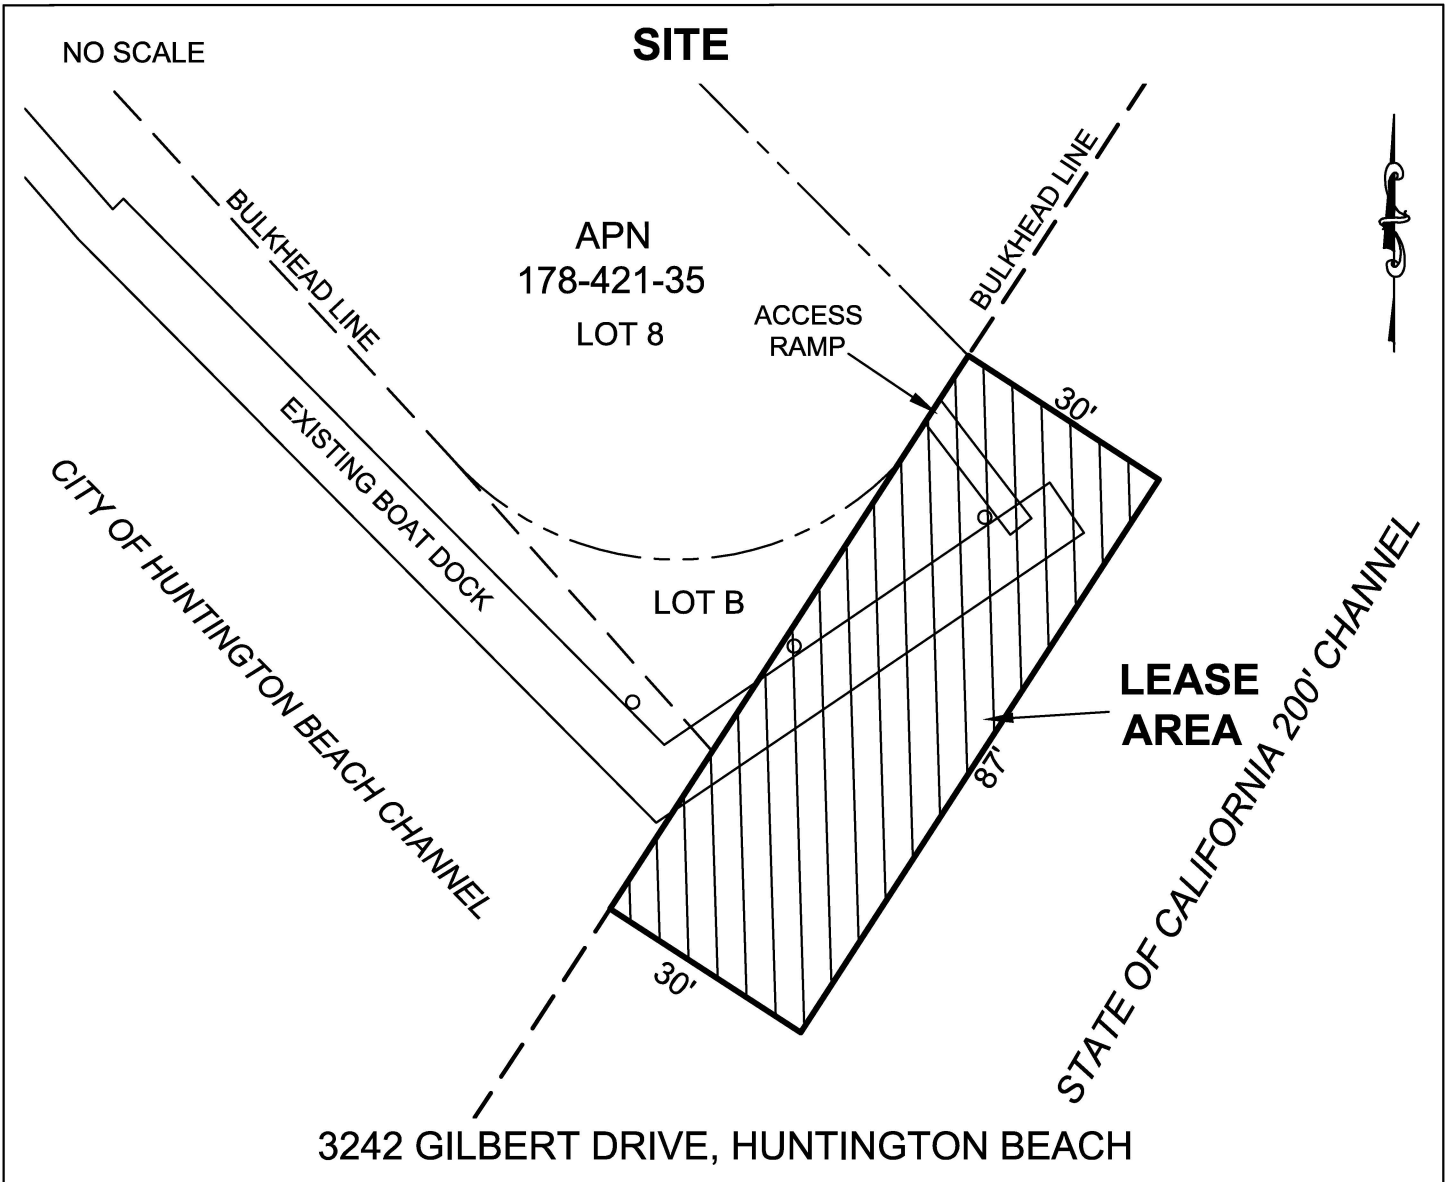 NO SCALE
SITE
BULKHEAD LINE
BULKHEAD LINE
APN
178-421-35
LOT 8
ACCESS
RAMP
30'
EXISTING BOAT DOCK
CITY OF HUNTINGTON BEACH CHANNEL
LOT B
LEASE
AREA
87'
STATE OF CALIFORNIA 200' CHANNEL
30'
3242 GILBERT DRIVE, HUNTINGTON BEACH